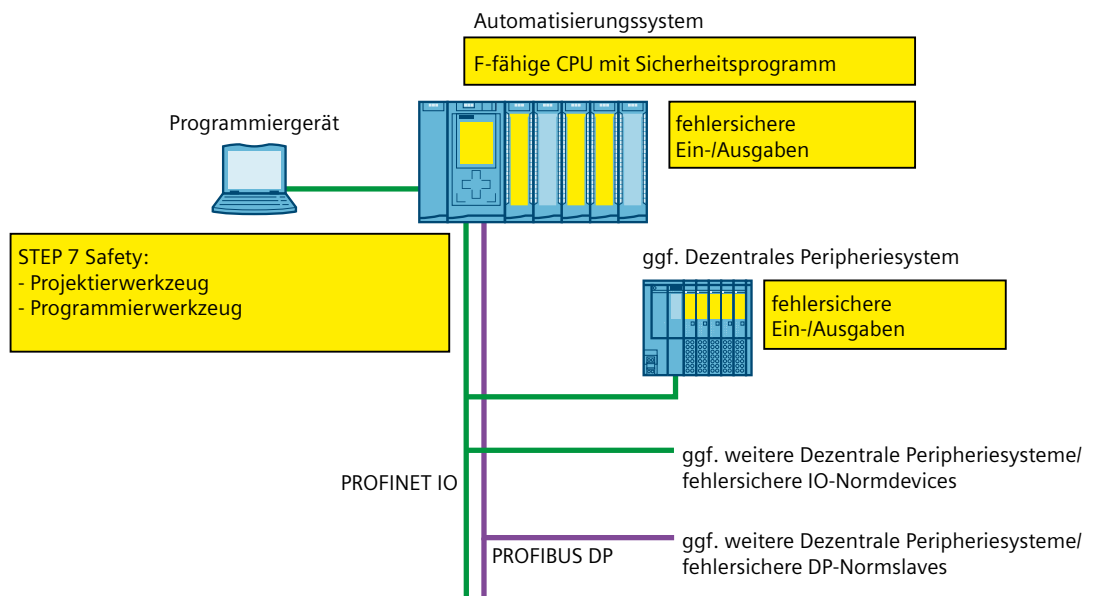 Automatisierungssystem
F-fähige CPU mit Sicherheitsprogramm
Programmiergerät
fehlersichere
Ein-/Ausgaben
STEP 7 Safety:
- Projektierwerkzeug
- Programmierwerkzeug
ggf. Dezentrales Peripheriesystem
fehlersichere
Ein-/Ausgaben
ggf. weitere Dezentrale Peripheriesysteme/
fehlersichere IO-Normdevices
PROFINET IO
ggf. weitere Dezentrale Peripheriesysteme/
fehlersichere DP-Normslaves
PROFIBUS DP